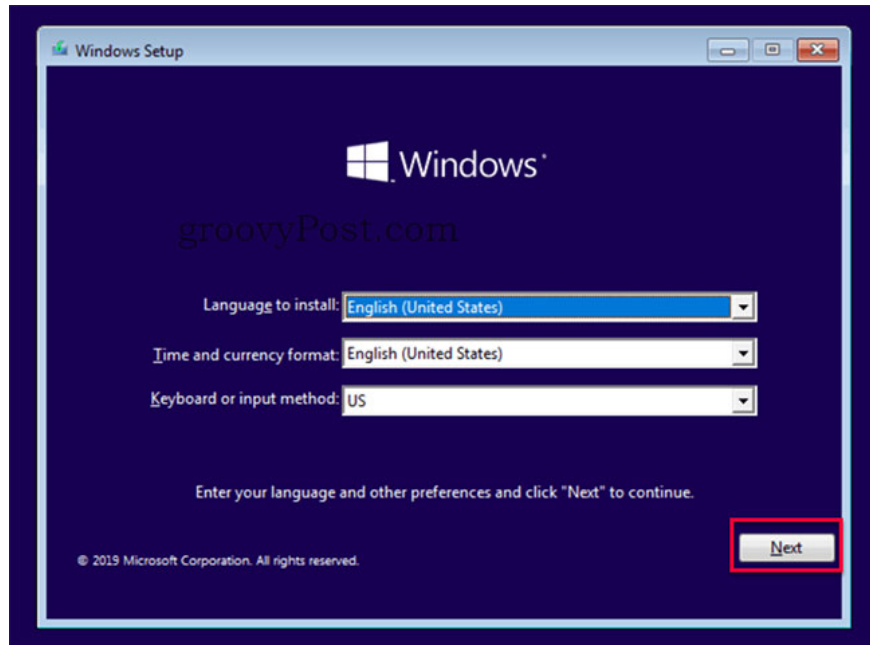 Windows Setup
Windows
groovyPost.com
Language to install: English (United States)
Time and currency format: English (United States)
Keyboard or input method: US
Enter your language and other preferences and click "Next" to continue.
Next
© 2019 Microsoft Corporation. All rights reserved.